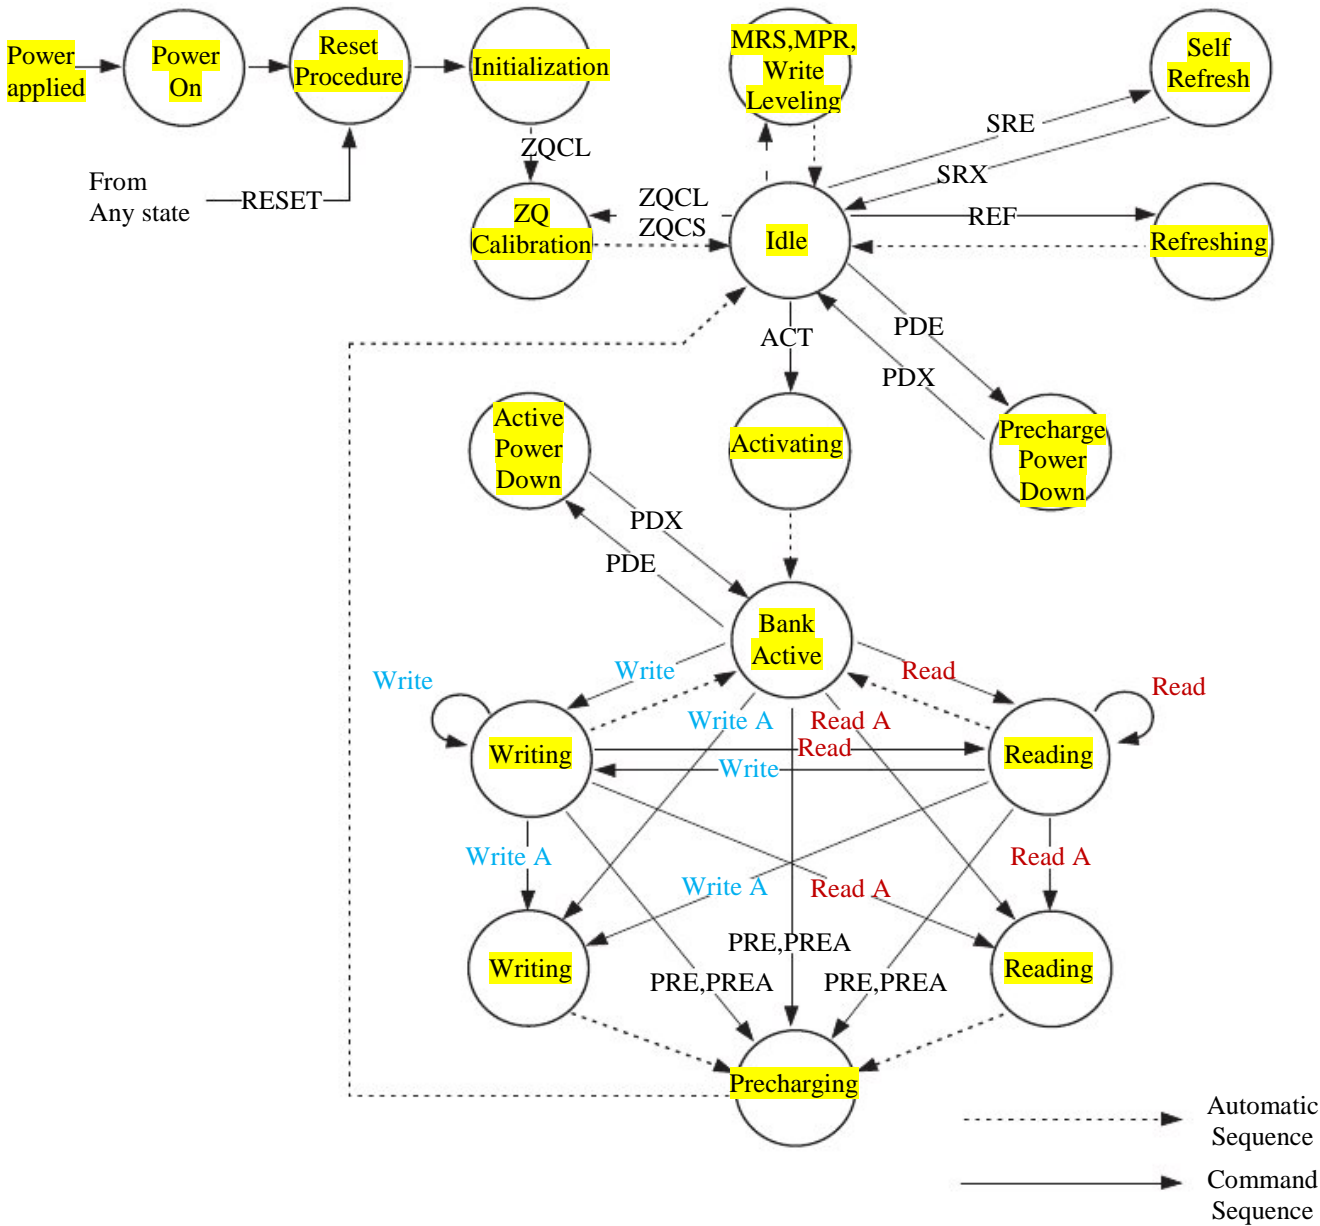 Power
applied
Power
On
Reset
Procedure
Initialization
MRS,MPR,
Write
Leveling
Self
Refresh
SRE
SRX
ZQCL
From
Any state
RESET
ZQ
Calibration
ZQCL
ZQCS
Idle
REF
Refreshing
ACT
PDE
PDX
Active
Power
Down
Activating
Precharge
Power
Down
PDX
PDE
Bank
Active
Write
Write
Read
Read
Write A
Read A
Writing
Read
Write
Reading
Write A
Read A
Write A
Read A
Writing
PRE,PREA
PRE,PREA
PRE,PREA
Reading
Precharging
Automatic
Sequence
Command
Sequence